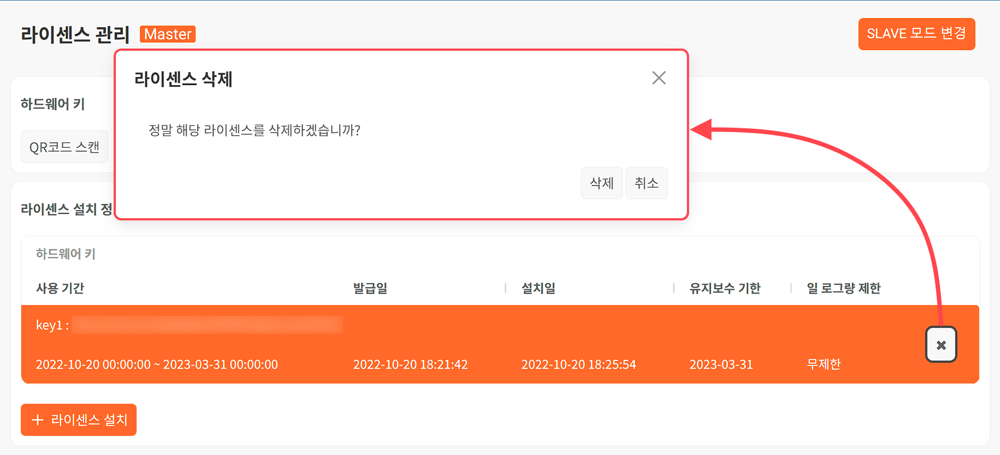 라이센스 관리 Master
SLAVE 모드 변경
라이센스 삭제
정말 해당 라이센스를 삭제하겠습니까?
삭제 취소
하드웨어 키
QR코드 스캔
라이센스 설치
하드웨어 키
사용 기간 발급일 설치일 유지보수 기한 일 로그량 제한
key1 :
2022-10-20 00:00:00 ~ 2023-03-31 00:00:00 2022-10-20 18:21:42 2022-10-20 18:25:54 2023-03-31 무제한
+ 라이센스 설치